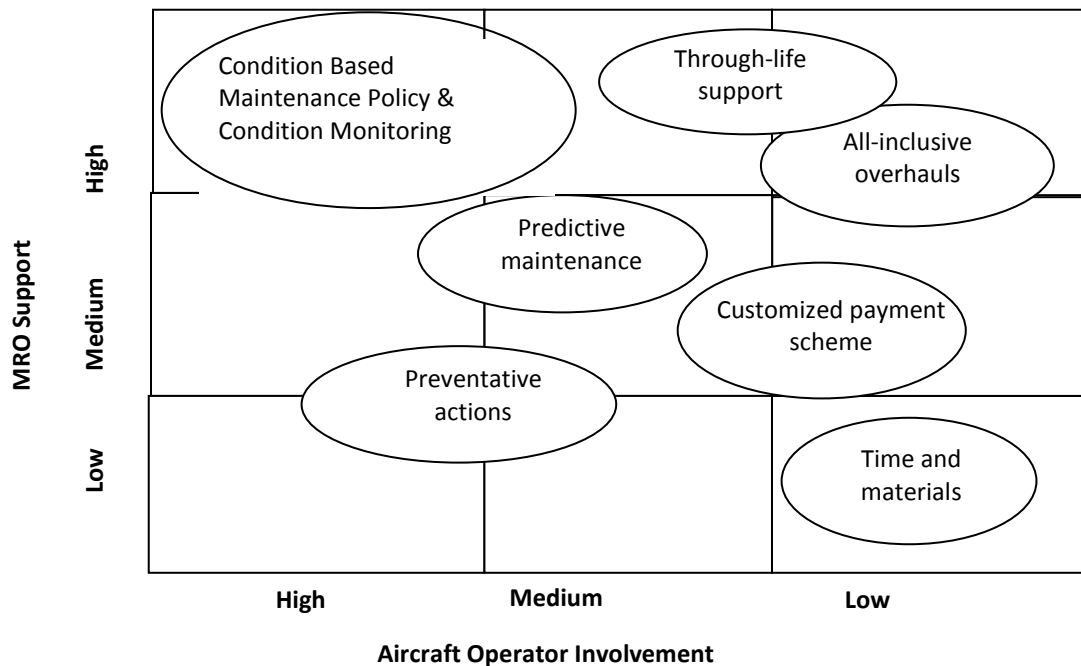 Condition Based
Maintenance Policy &
Condition Monitoring
Through-life
support
All-inclusive
overhauls
High
Predictive
maintenance
Customized payment
scheme
Medium
MRO Support
Preventative
actions
Low
Time and
materials
High
Medium
Low
Aircraft Operator Involvement